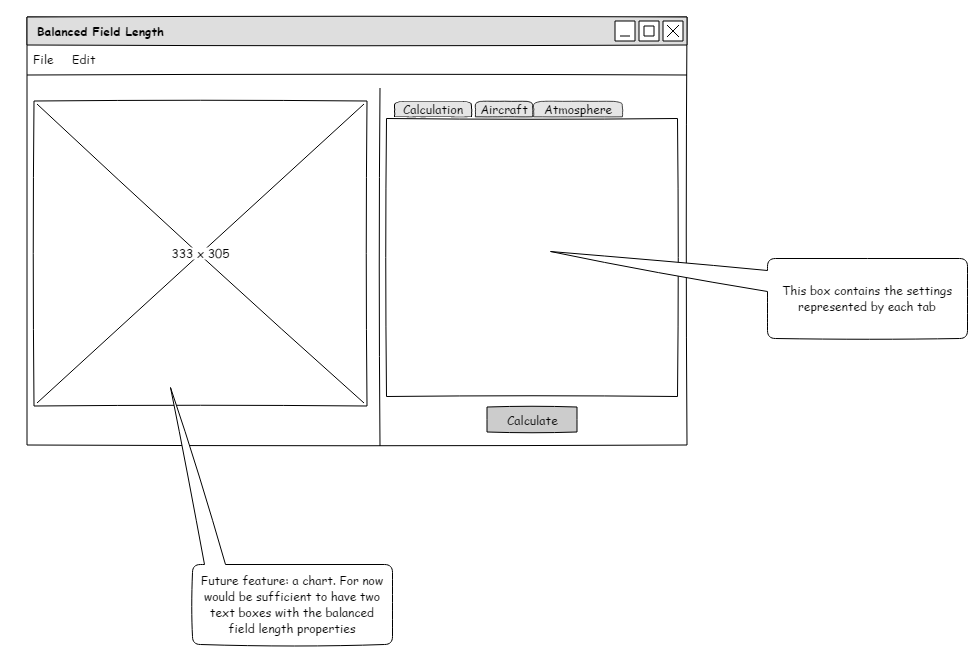 Balanced Field Length
File Edit
Calculation Aircraft Atmosphere
333 x 305
This box contains the settings
represented by each tab
Calculate
Future feature: a chart. For now
would be sufficient to have two
text boxes with the balanced
field length properties